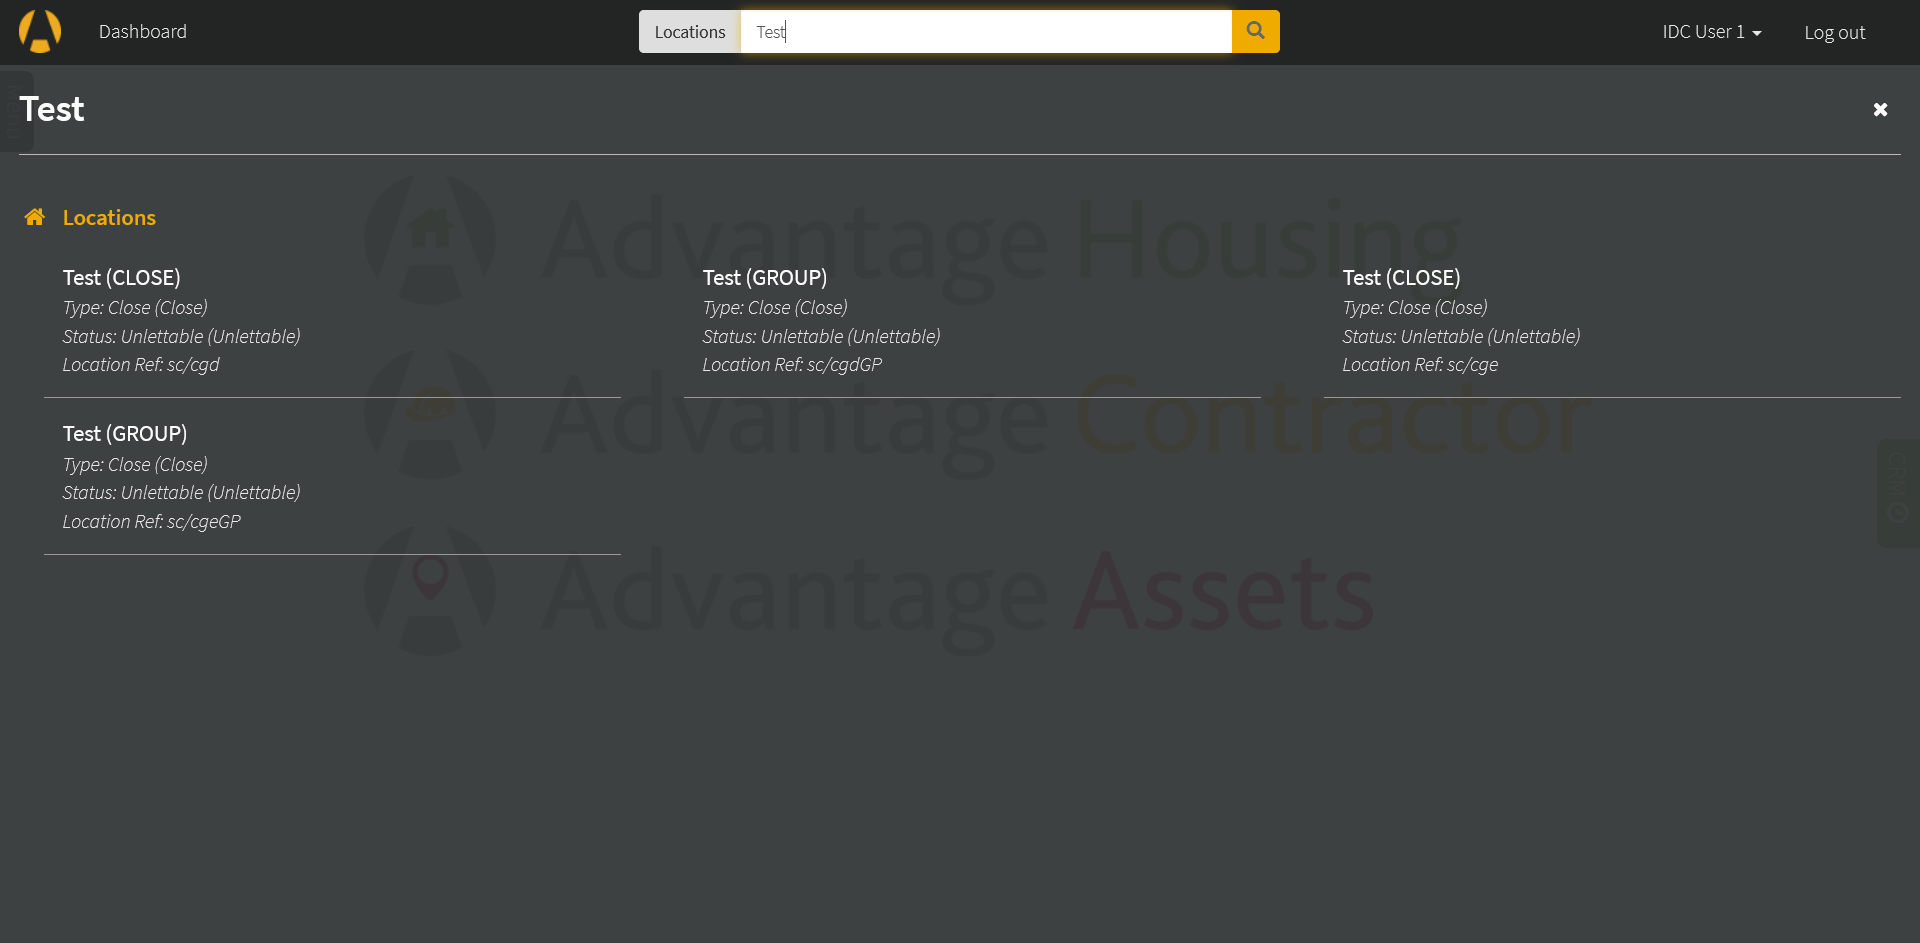 Dashboard
Locations
Test
IDC User 1
Log out
Test
Locations
Test (CLOSE)
Type: Close (Close)
Status: Unlettable (Unlettable)
Location Ref: sc/cgd
Test (GROUP)
Type: Close (Close)
Status: Unlettable (Unlettable)
Location Ref: sc/cgdGP
Test (CLOSE)
Type: Close (Close)
Status: Unlettable (Unlettable)
Location Ref: sc/cge
Test (GROUP)
Type: Close (Close)
Status: Unlettable (Unlettable)
Location Ref: sc/cgeGP
Advantage Housing
Advantage Contractor
Advantage Assets
CRM